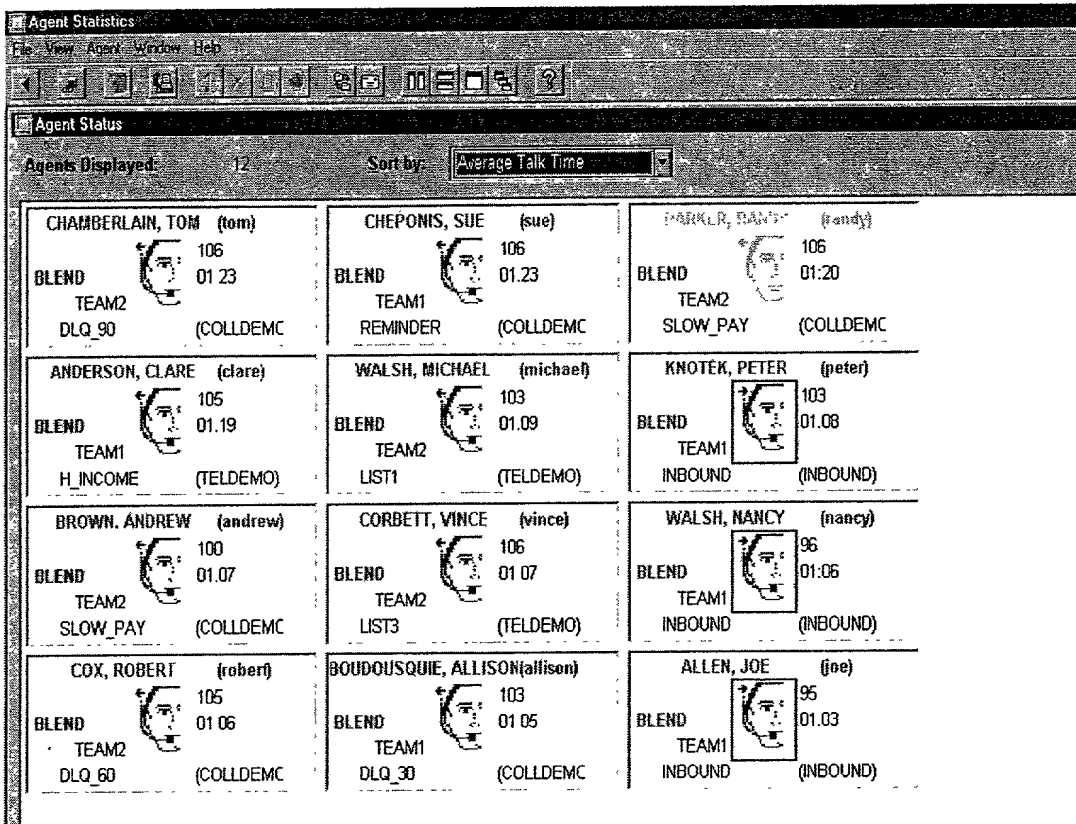 Agent Statistics
File View Agent Window Help
Agent Status
Agents Displayed: 12 Sort by: Average Talk Time
CHAMBERLAIN, TOM (tom)
106
BLEND 01 23
TEAM2
DLQ_90 (COLLDEMC
CHEPONIS, SUE (sue)
106
BLEND 01.23
TEAM1
REMINDER (COLLDEMC
PARKER, RANDY (randy)
106
BLEND 01:20
TEAM2
SLOW_PAY (COLLDEMC
ANDERSON, CLARE (clare)
105
BLEND 01.19
TEAM1
H_INCOME (TELDEMO)
WALSH, MICHAEL (michael)
103
BLEND 01.09
TEAM2
LIST1 (TELDEMO)
KNOTEK, PETER (peter)
103
BLEND 01.08
TEAM1
INBOUND (INBOUND)
BROWN, ANDREW (andrew)
100
BLEND 01.07
TEAM2
SLOW_PAY (COLLDEMC
CORBETT, VINCE (vince)
106
BLEND 01 07
TEAM2
LIST3 (TELDEMO)
WALSH, NANCY (nancy)
96
BLEND 01:06
TEAM1
INBOUND (INBOUND)
COX, ROBERT (robert)
105
BLEND 01 06
TEAM2
DLQ_60 (COLLDEMC
BOUDOUSQUIE, ALLISON(allison)
103
BLEND 01 05
TEAM1
DLQ_30 (COLLDEMC
ALLEN, JOE (joe)
95
BLEND 01.03
TEAM1
INBOUND (INBOUND)